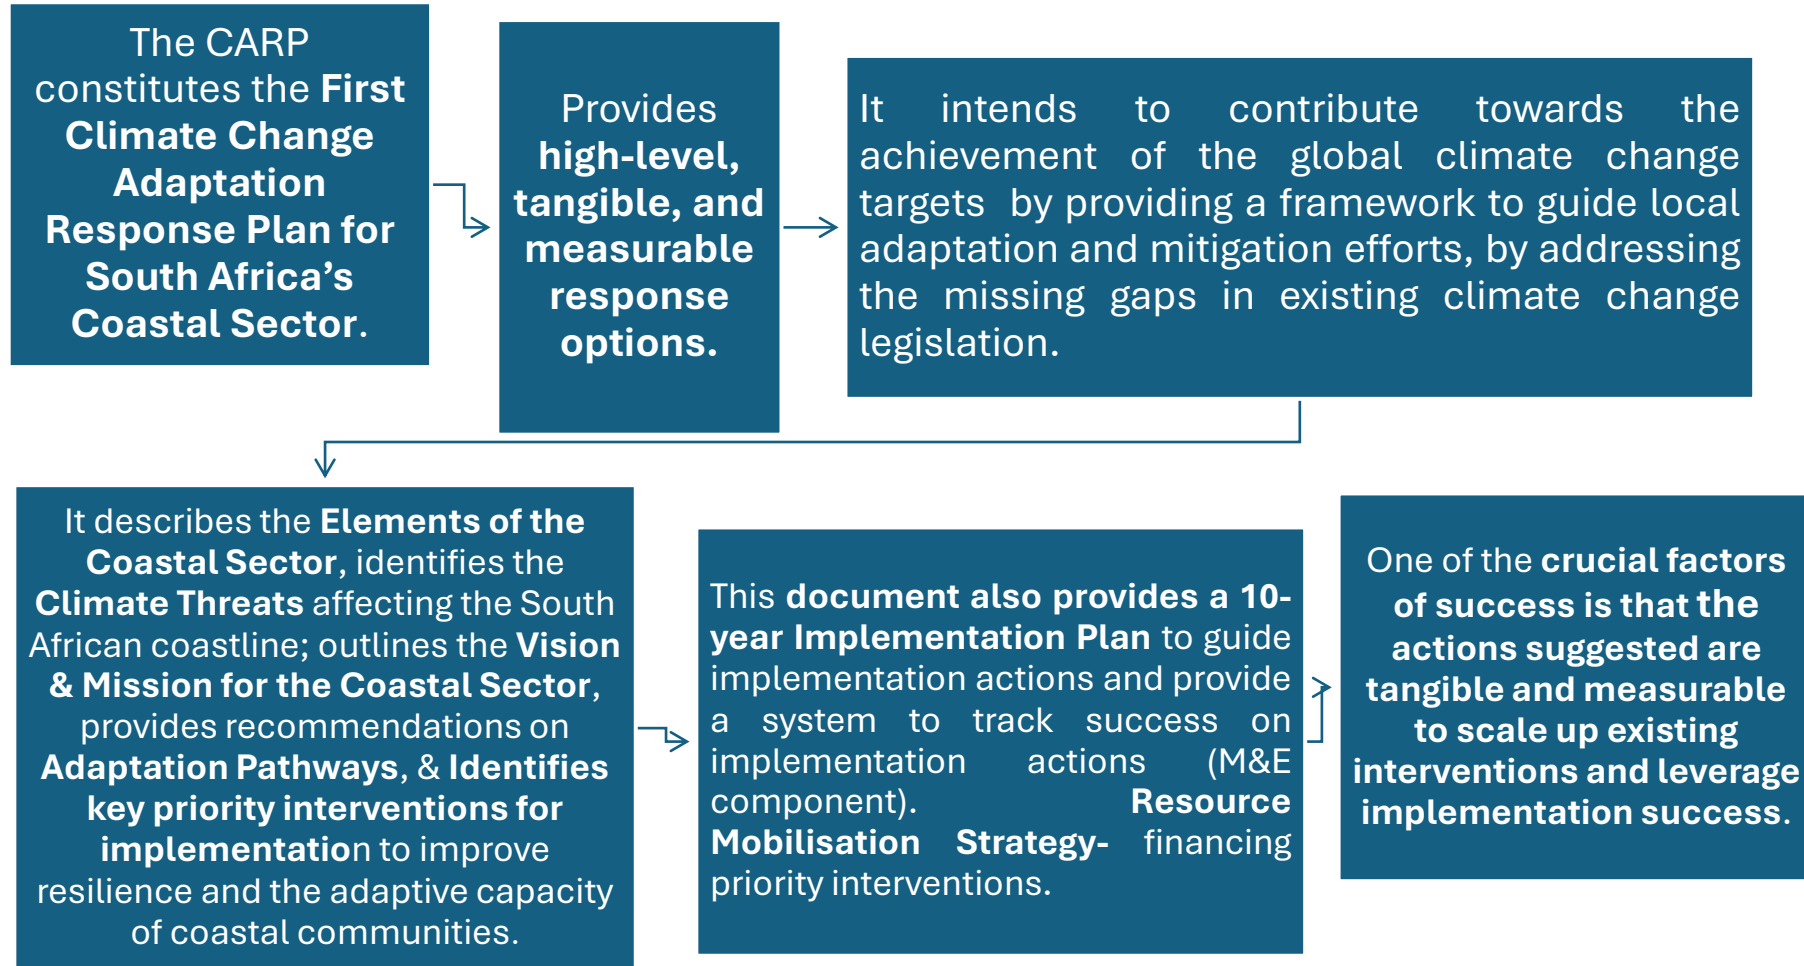 The CARP
constitutes the First
Climate Change
Adaptation
Response Plan for
South Africa's
Coastal Sector.
Provides
high-level,
tangible, and
measurable
response
options.
It intends to contribute towards the
achievement of the global climate change
targets by providing a framework to guide local
adaptation and mitigation efforts, by addressing
the missing gaps in existing climate change
legislation.
It describes the Elements of the
Coastal Sector, identifies the
Climate Threats affecting the South
African coastline; outlines the Vision
& Mission for the Coastal Sector,
provides recommendations on
Adaptation Pathways, & Identifies
key priority interventions for
implementation to improve
resilience and the adaptive capacity
of coastal communities.
This document also provides a 10-
year Implementation Plan to guide
implementation actions and provide
a system to track success on
implementation actions (M&E
component). Resource
Mobilisation Strategy- financing
priority interventions.
One of the crucial factors
of success is that the
actions suggested are
tangible and measurable
to scale up existing
interventions and leverage
implementation success.